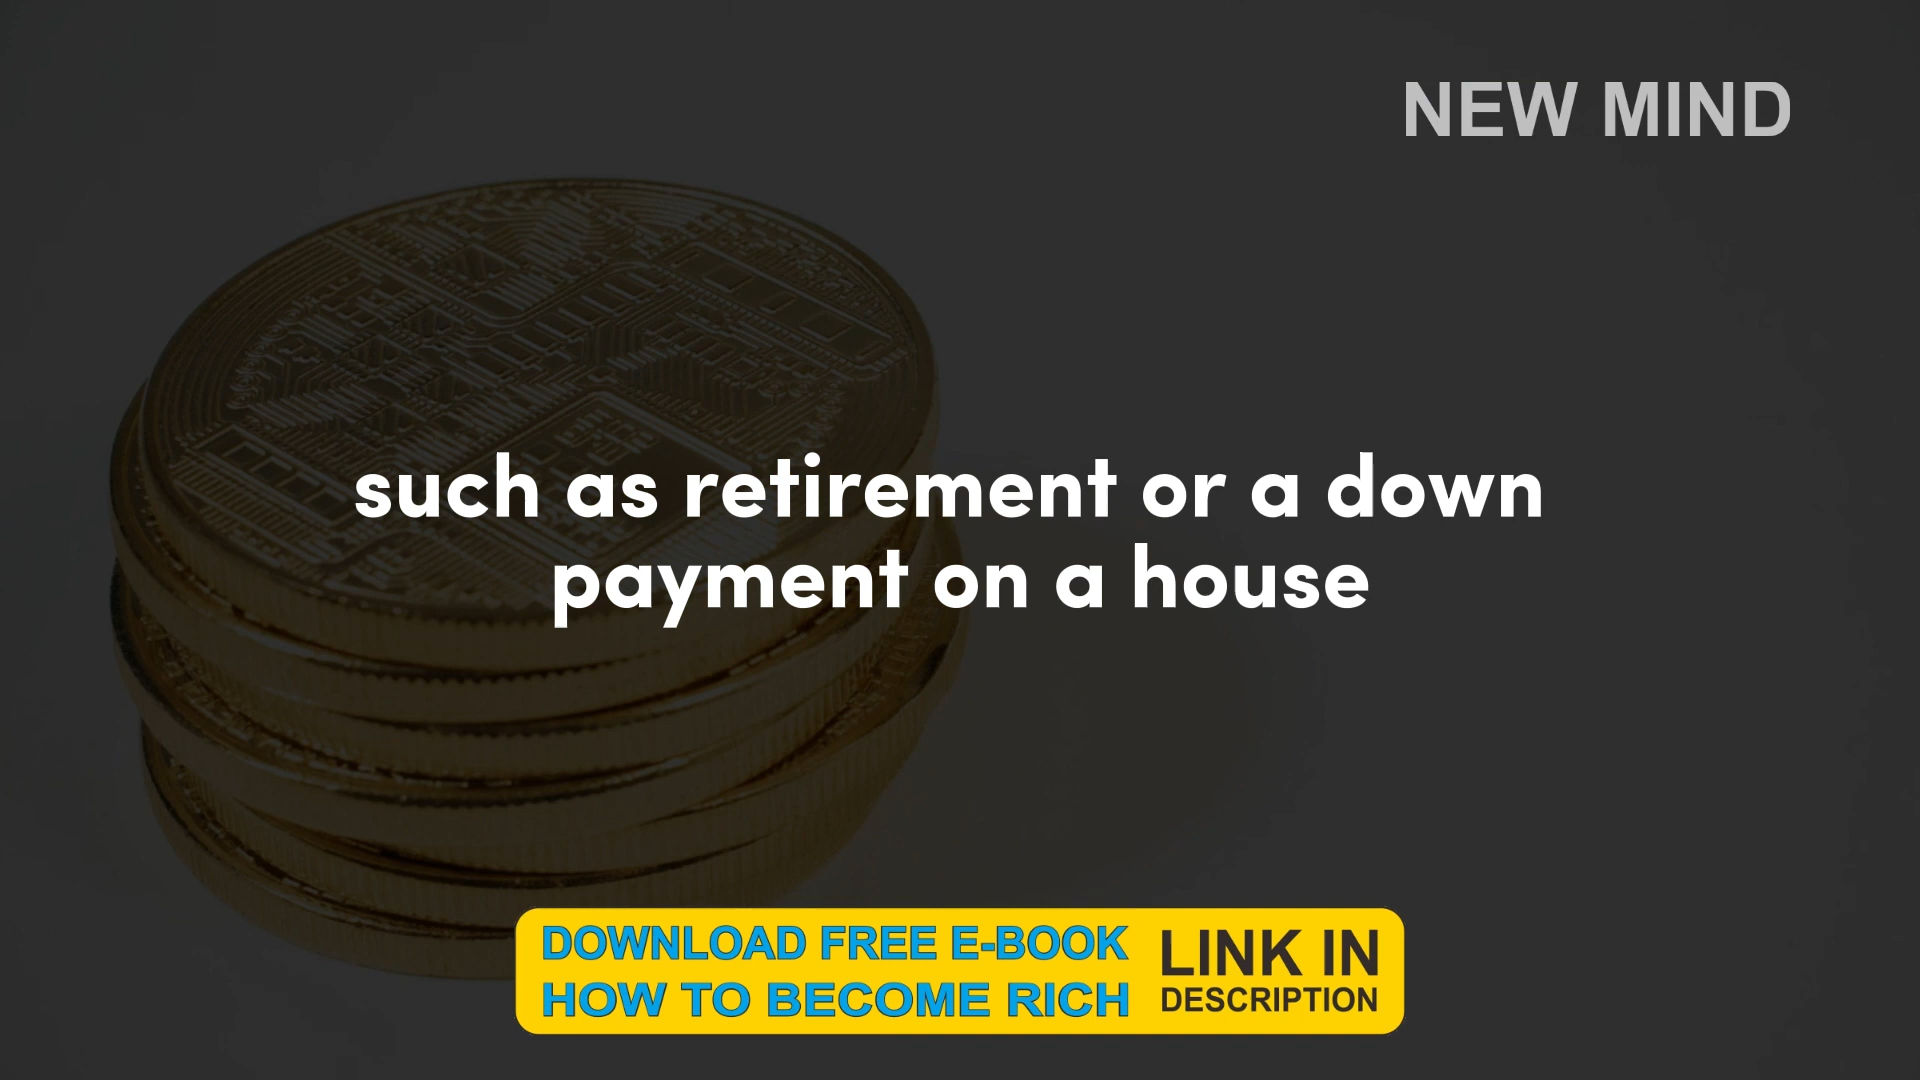 NEW MIND
such as retirement or a down
payment on a house
DOWNLOAD FREE E-BOOK
HOW TO BECOME RICH
LINK IN
DESCRIPTION